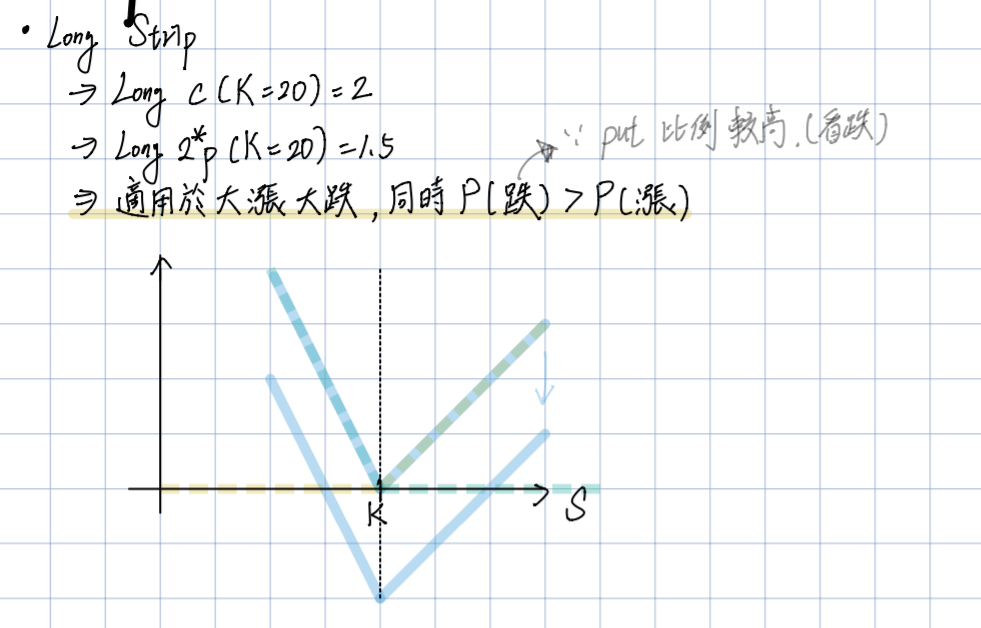 • Long Strip
→ Long c (K=20) = 2
→ Long 2*p (K=20) = 1.5
∵ put 比例較高.(看跌)
⇒ 適用於大漲大跌,同時 P(跌) > P(漲)
K
S